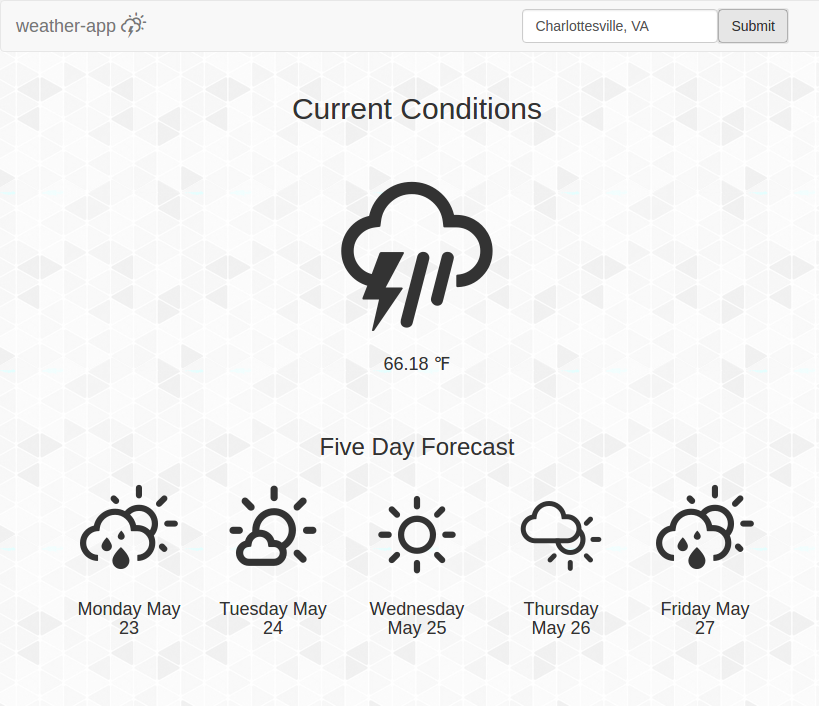 weather-app
Charlottesville, VA
Submit
Current Conditions
66.18 °F
Five Day Forecast
Monday May
23
Tuesday May
24
Wednesday
May 25
Thursday
May 26
Friday May
27